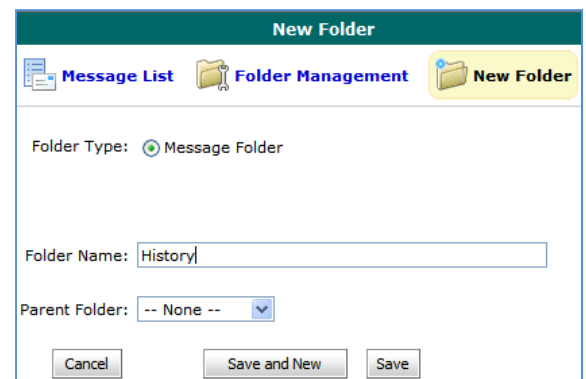 New Folder
Message List Folder Management New Folder
Folder Type: Message Folder
Folder Name: History
Parent Folder: -- None --
Cancel Save and New Save